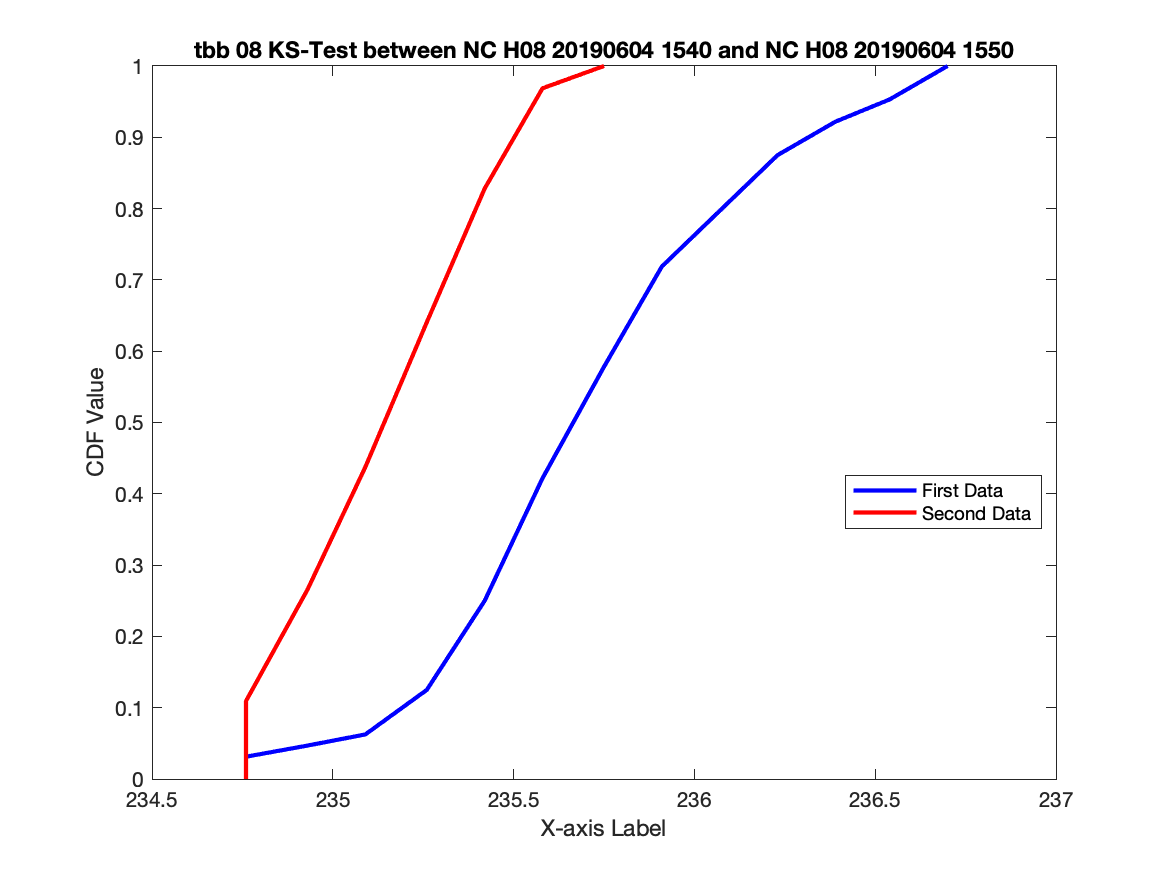 tbb 08 KS-Test between NC H08 20190604 1540 and NC H08 20190604 1550
1
0.9
0.8
0.7
0.6
0.5
0.4
0.3
0.2
0.1
0
CDF Value
First Data
Second Data
234.5 235 235.5 236 236.5 237
X-axis Label